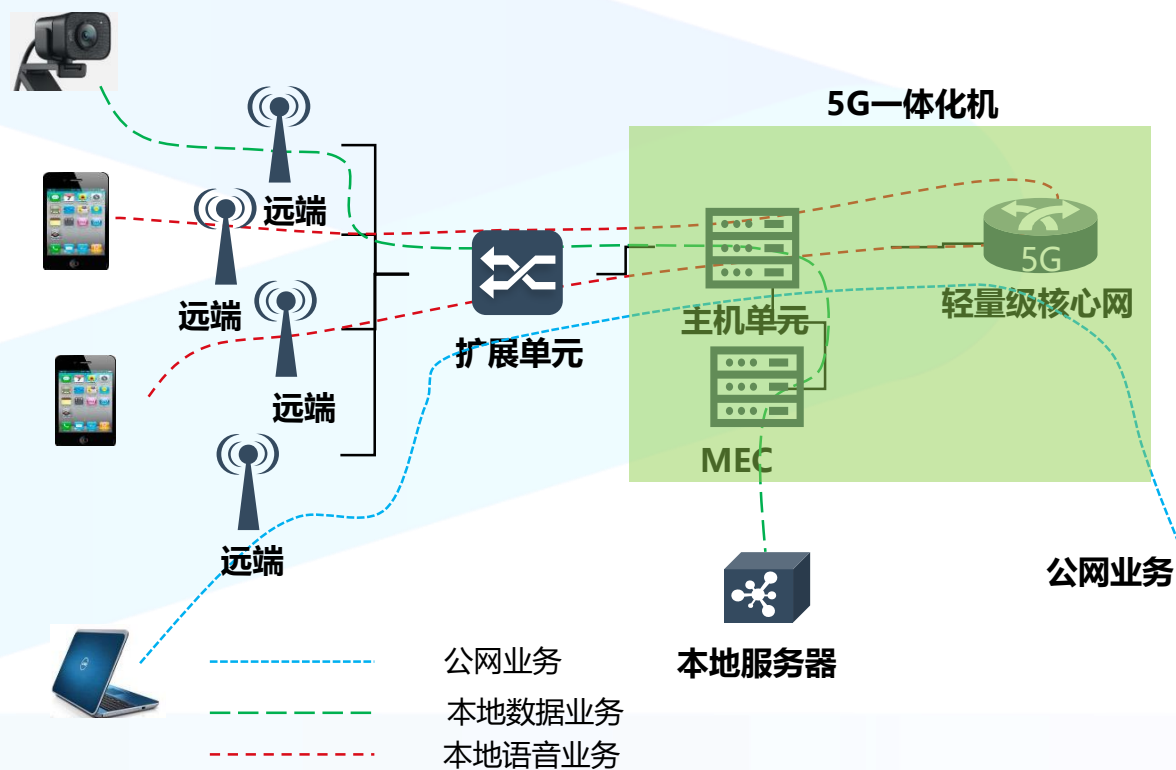 5G一体化机
远端
远端
远端
远端
扩展单元
主机单元
MEC
5G
轻量级核心网
公网业务
本地服务器
公网业务
本地数据业务
本地语音业务